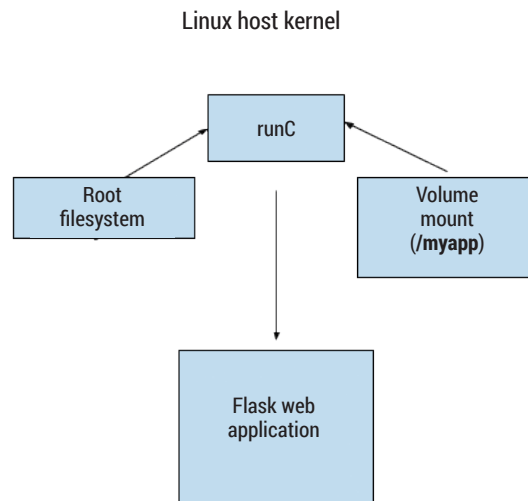 Linux host kernel
runC
Root
filesystem
Volume
mount
(/myapp)
Flask web
application